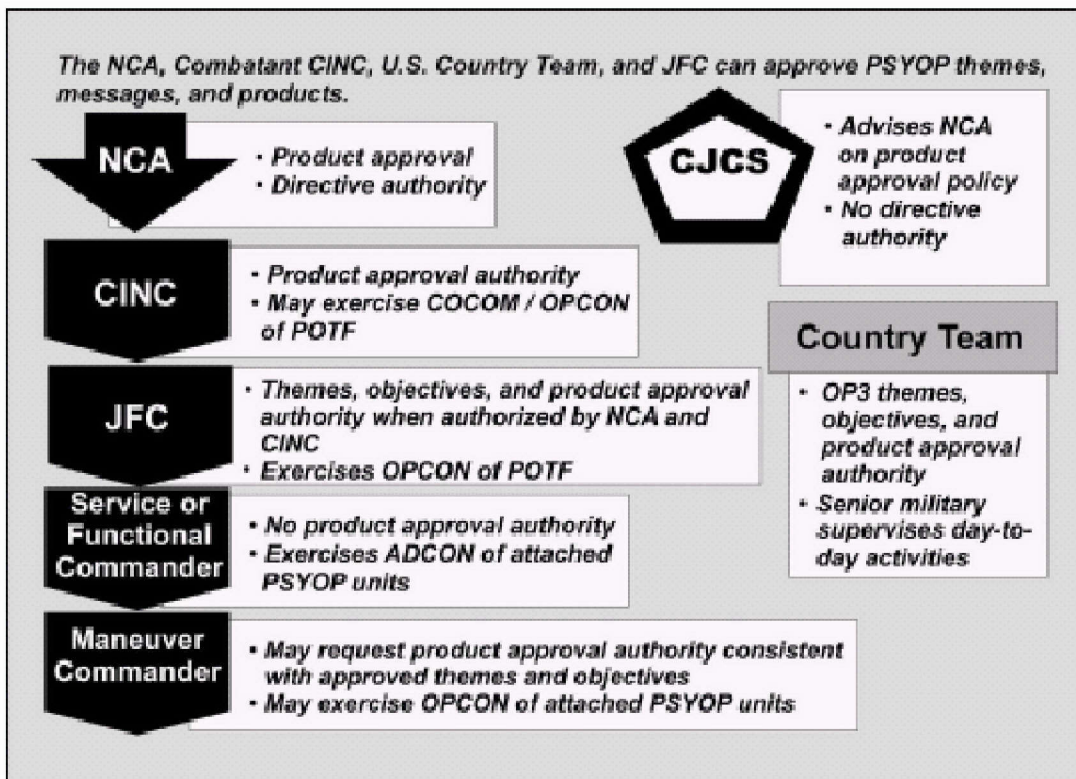 The NCA, Combatant CINC, U.S. Country Team, and JFC can approve PSYOP themes,
messages, and products.
NCA
• Product approval
• Directive authority
CJCS
• Advises NCA
on product
approval policy
• No directive
authority
CINC
• Product approval authority
• May exercise COCOM / OPCON
of POTF
JFC
• Themes, objectives, and product approval
authority when authorized by NCA and
CINC
• Exercises OPCON of POTF
Country Team
• OP3 themes,
objectives, and
product approval
authority
• Senior military
supervises day-to-
day activities
Service or
Functional
Commander
• No product approval authority
• Exercises ADCON of attached
PSYOP units
Maneuver
Commander
• May request product approval authority consistent
with approved themes and objectives
• May exercise OPCON of attached PSYOP units